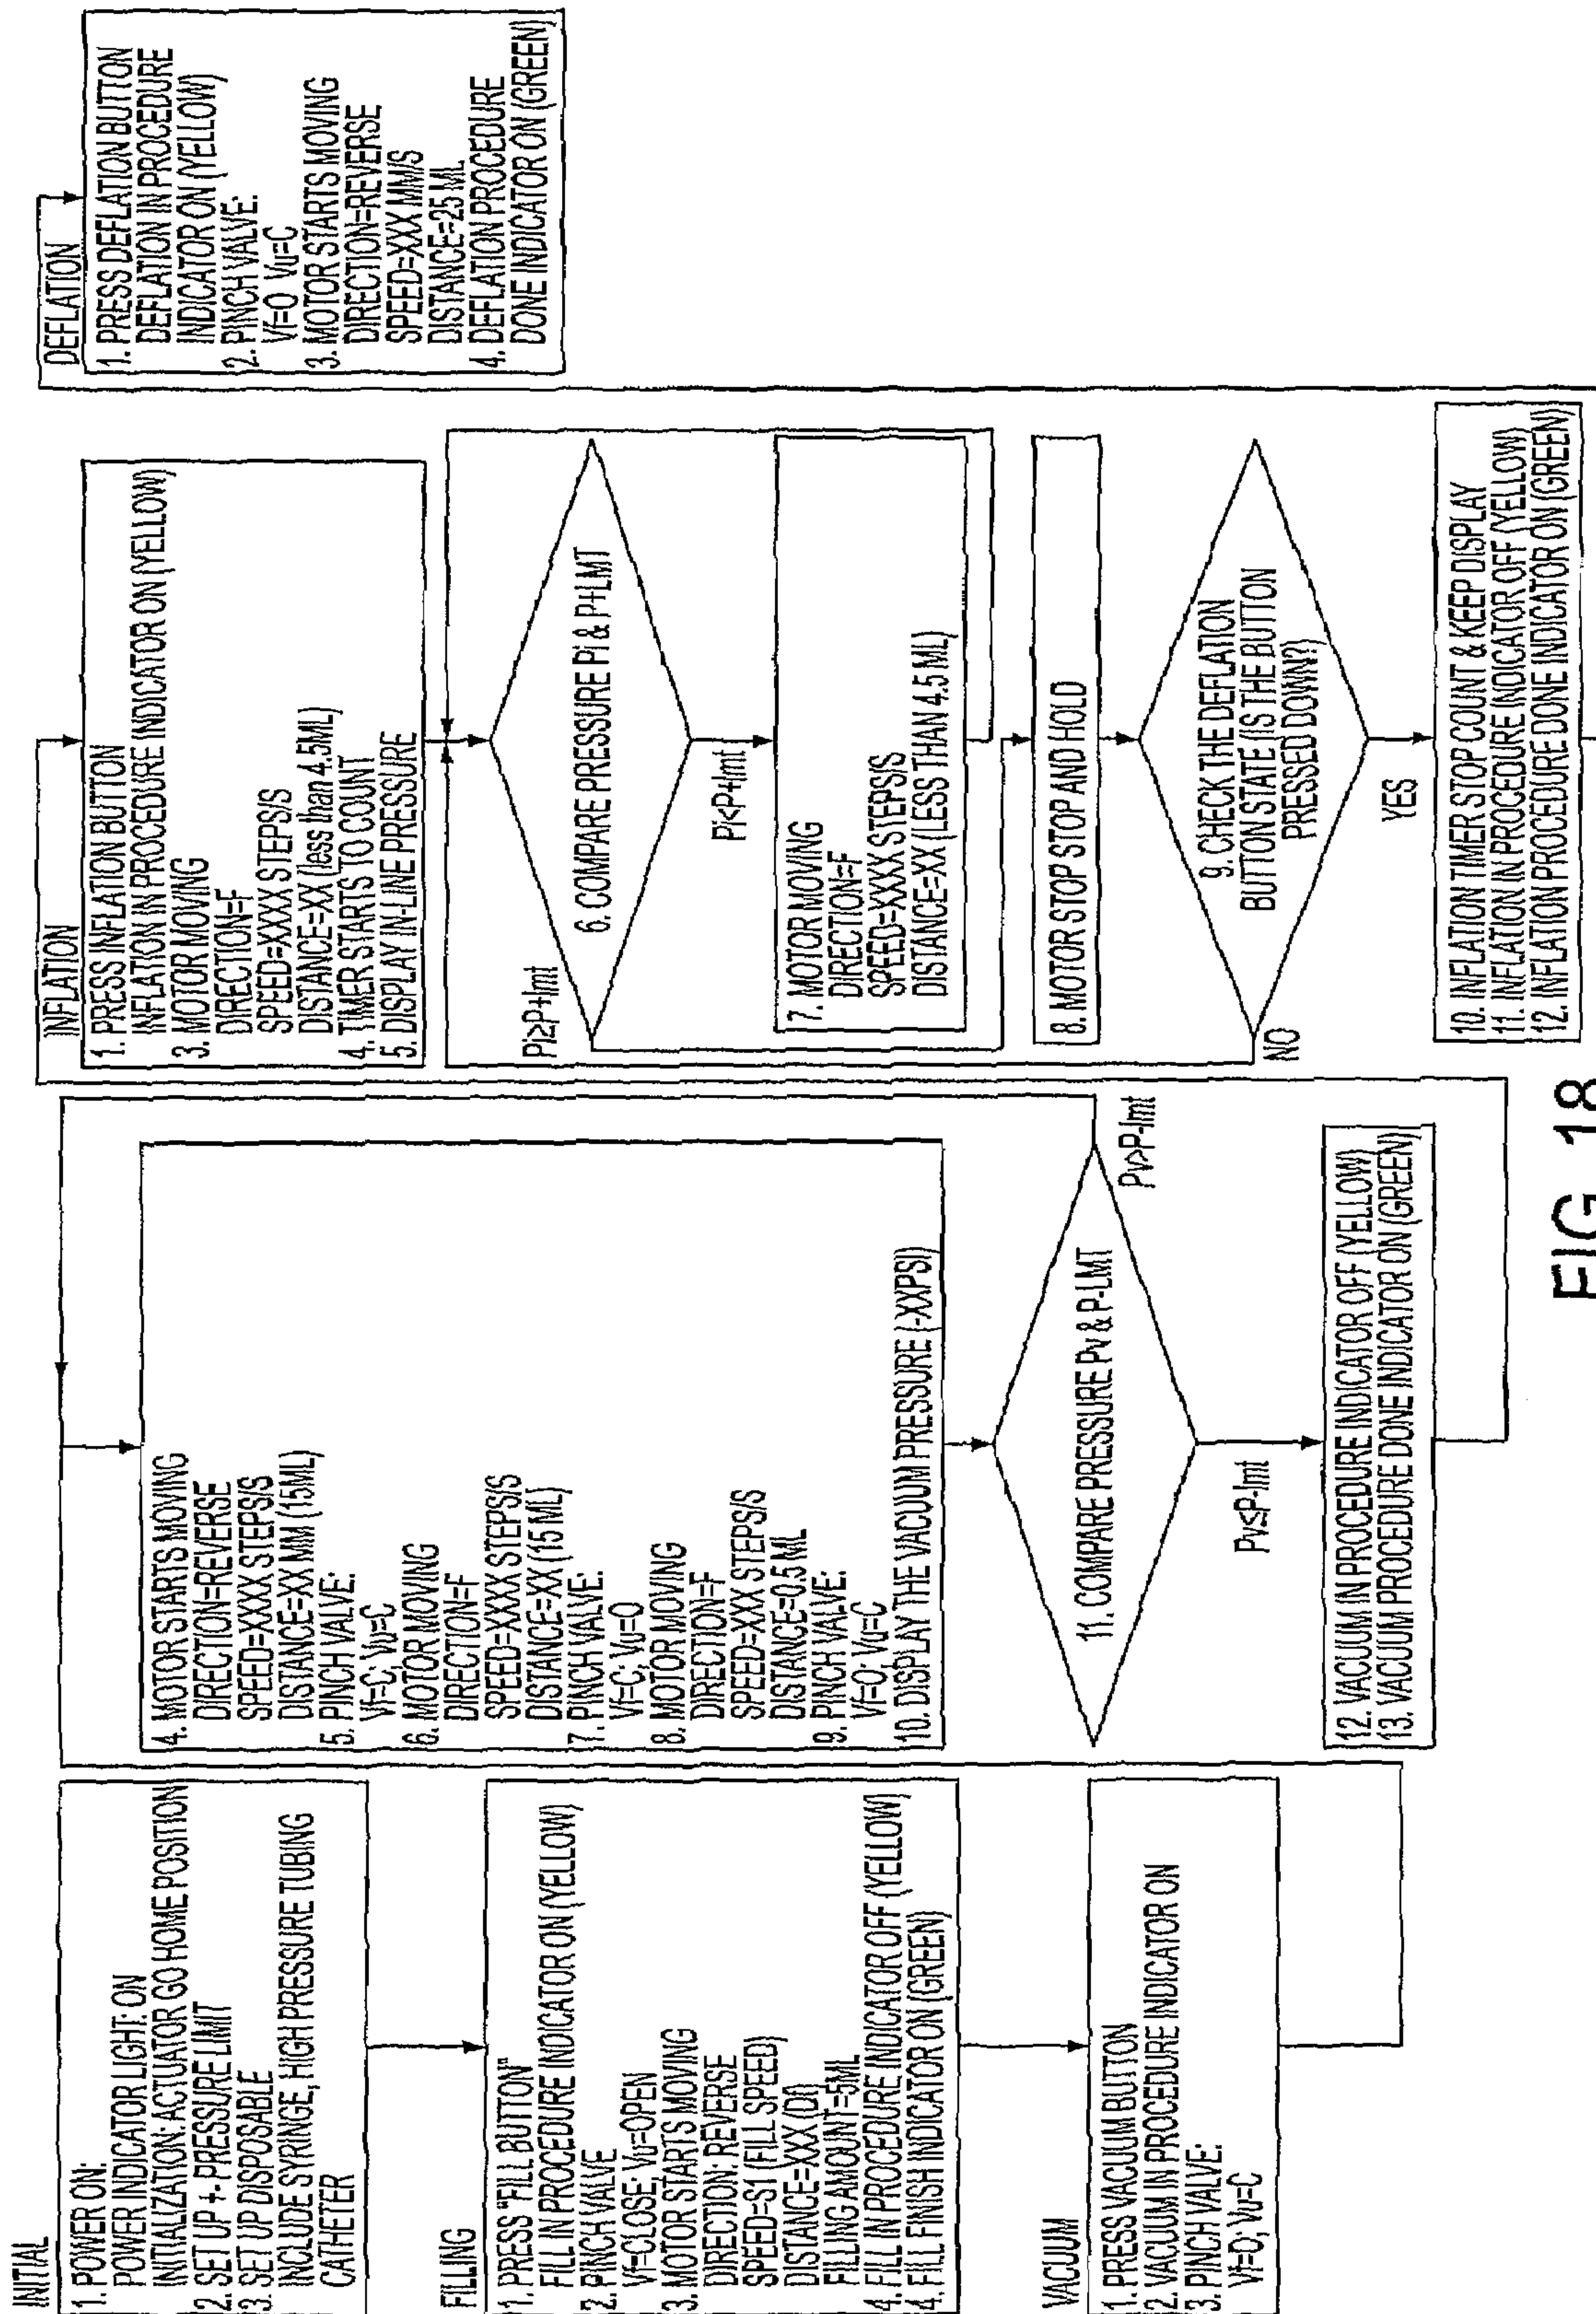 INITIAL
1. POWER ON:
POWER INDICATOR LIGHT: ON
INTIALIZATION: ACTUATOR GO HOME POSITION
2. SET UP +- PRESSURE LIMIT
3. SET UP DISPOSABLE
INCLUDE SYRINGE, HIGH PRESSURE TUBING
CATHETER
FILLING
1. PRESS "FILL BUTTON"
FILL IN PROCEDURE INDICATOR ON (YELLOW)
2. PINCH VALVE
Vf=CLOSE; Vu=OPEN
3. MOTOR STARTS MOVING
DIRECTION: REVERSE
SPEED=S1 (FILL SPEED)
DISTANCE=XXX (Df)
FILLING AMOUNT=5ML
4. FILL IN PROCEDURE INDICATOR OFF (YELLOW)
4. FILL FINISH INDICATOR ON (GREEN)
VACUUM
1. PRESS VACUUM BUTTON
2. VACUUM IN PROCEDURE INDICATOR ON
3. PINCH VALVE:
Vf=O; Vu=C
4. MOTOR STARTS MOVING
DIRECTION=REVERSE
SPEED=XXXX STEPS/S
DISTANCE=XX MM (15ML)
5. PINCH VALVE:
Vf=C; Vu=C
6. MOTOR MOVING
DIRECTION=F
SPEED=XXXX STEPS/S
DISTANCE=XX (15 ML)
7. PINCH VALVE:
Vf=C; Vu=O
8. MOTOR MOVING
DIRECTION=F
SPEED=XXX STEPS/S
DISTANCE=0.5 ML
9. PINCH VALVE:
Vf=O; Vu=C
10. DISPLAY THE VACUUM PRESSURE (-XXPSI)
11. COMPARE PRESSURE Pv & P-LMT
Pv>P-lmt
Pv≤P-lmt
12. VACUUM IN PROCEDURE INDICATOR OFF (YELLOW)
13. VACUUM PROCEDURE DONE INDICATOR ON (GREEN)
INFLATION
1. PRESS INFLATION BUTTON
INFLATION IN PROCEDURE INDICATOR ON (YELLOW)
3. MOTOR MOVING
DIRECTION=F
SPEED=XXXX STEPS/S
DISTANCE=XX (less than 4.5ML)
4. TIMER STARTS TO COUNT
5. DISPLAY IN-LINE PRESSURE
6. COMPARE PRESSURE Pi & P+LMT
Pi≥P+lmt
Pi<P+lmt
7. MOTOR MOVING
DIRECTION=F
SPEED=XXXX STEPS/S
DISTANCE=XX (LESS THAN 4.5 ML)
8. MOTOR STOP STOP AND HOLD
9. CHECK THE DEFLATION
BUTTON STATE (IS THE BUTTON
PRESSED DOWN?)
NO
YES
10. INFLATION TIMER STOP COUNT & KEEP DISPLAY
11. INFLATION IN PROCEDURE INDICATOR OFF (YELLOW)
12. INFLATION PROCEDURE DONE INDICATOR ON (GREEN)
DEFLATION
1. PRESS DEFLATION BUTTON
DEFLATION IN PROCEDURE
INDICATOR ON (YELLOW)
2. PINCH VALVE:
Vf=O Vu=C
3. MOTOR STARTS MOVING
DIRECTION=REVERSE
SPEED=XXX MM/S
DISTANCE=25 ML
4. DEFLATION PROCEDURE
DONE INDICATOR ON (GREEN)
FIG. 18